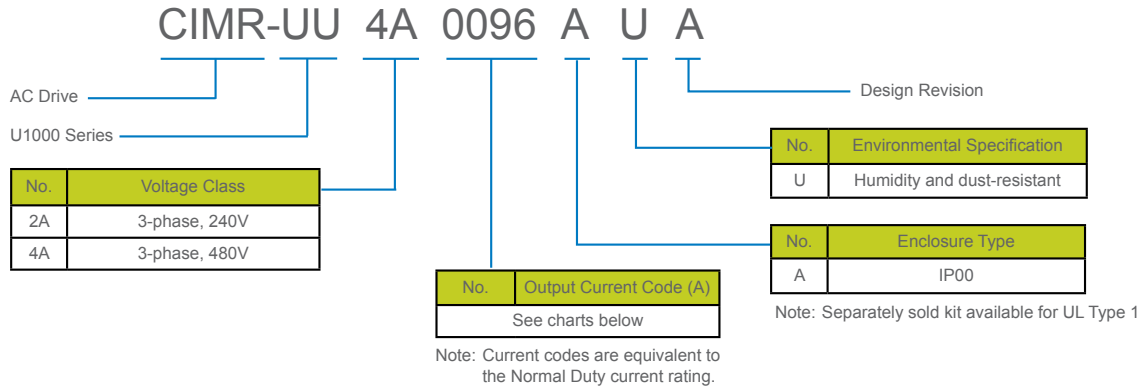 CIMR-UU 4A 0096 A U A
AC Drive
Design Revision
U1000 Series
No. Environmental Specification
U Humidity and dust-resistant
No. Voltage Class
2A 3-phase, 240V
4A 3-phase, 480V
No. Enclosure Type
A IP00
Note: Separately sold kit available for UL Type 1
No. Output Current Code (A)
See charts below
Note: Current codes are equivalent to
the Normal Duty current rating.